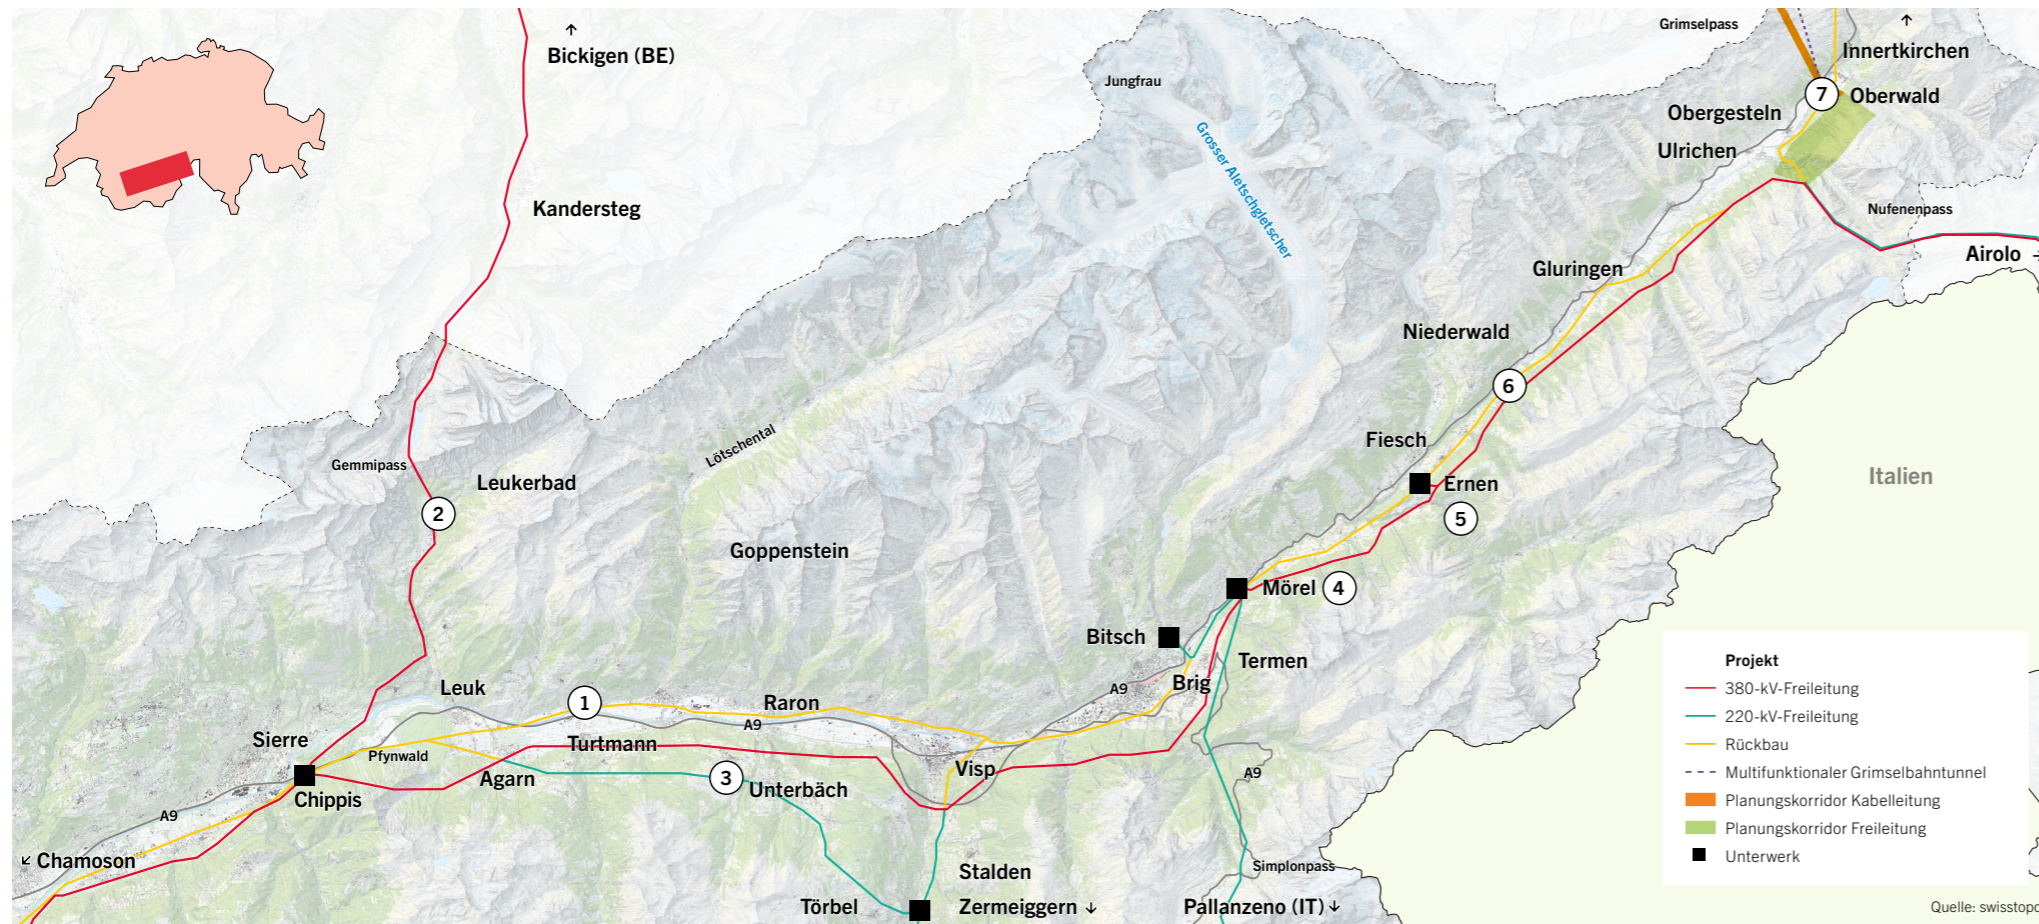 Grimselpass
Bickigen (BE)
Innertkirchen
Jungfrau
7
Oberwald
Obergesteln
Grosser Aletschgletscher
Ulrichen
Kandersteg
Nufenenpass
Airolo
Gluringen
Niederwald
6
Lötschental
Fiesch
Gemmipass
Leukerbad
Ernen
Italien
2
5
Goppenstein
Mörel
4
Bitsch
Termen
Leuk
Brig
A9
1
Raron
A9
Sierre
Pfynwald
Turtmann
Visp
A9
Agarn
3
Unterbäch
Chippis
A9
Chamoson
Simplonpass
Stalden
Törbel
Zermeiggern
Pallanzeno (IT)
Projekt
380-kV-Freileitung
220-kV-Freileitung
Rückbau
Multifunktionaler Grimselbahntunnel
Planungskorridor Kabelleitung
Planungskorridor Freileitung
Unterwerk
Quelle: swisstopo